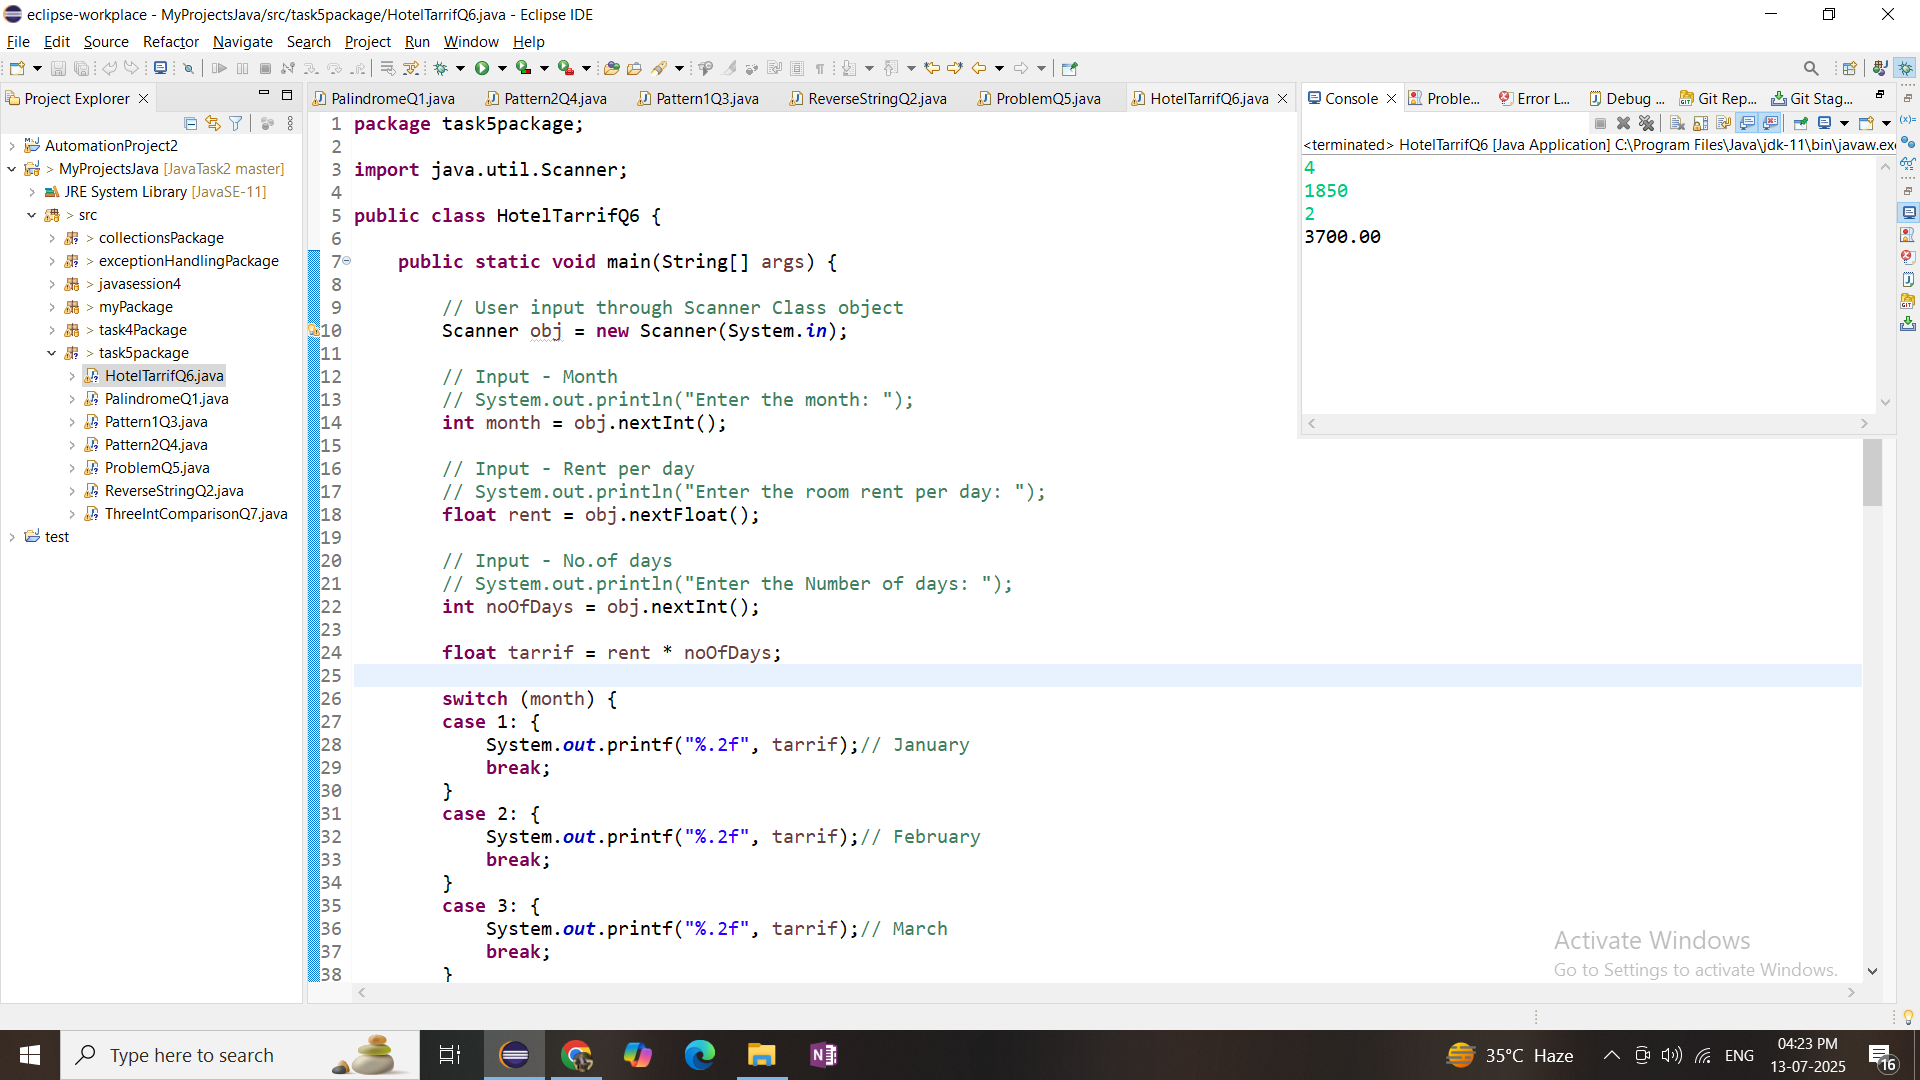 eclipse-workplace - MyProjectsJava/src/task5package/HotelTarrifQ6.java - Eclipse IDE
File Edit Source Refactor Navigate Search Project Run Window Help
Project Explorer
AutomationProject2
> MyProjectsJava [JavaTask2 master]
JRE System Library [JavaSE-11]
> src
> collectionsPackage
> exceptionHandlingPackage
> javasession4
> myPackage
> task4Package
> task5package
HotelTarrifQ6.java
PalindromeQ1.java
Pattern1Q3.java
Pattern2Q4.java
ProblemQ5.java
ReverseStringQ2.java
ThreeIntComparisonQ7.java
test
PalindromeQ1.java Pattern2Q4.java Pattern1Q3.java ReverseStringQ2.java ProblemQ5.java HotelTarrifQ6.java
1 package task5package;
2
3 import java.util.Scanner;
4
5 public class HotelTarrifQ6 {
6
7 public static void main(String[] args) {
8
9 // User input through Scanner Class object
10 Scanner obj = new Scanner(System.in);
11
12 // Input - Month
13 // System.out.println("Enter the month: ");
14 int month = obj.nextInt();
15
16 // Input - Rent per day
17 // System.out.println("Enter the room rent per day: ");
18 float rent = obj.nextFloat();
19
20 // Input - No.of days
21 // System.out.println("Enter the Number of days: ");
22 int noOfDays = obj.nextInt();
23
24 float tarrif = rent * noOfDays;
25
26 switch (month) {
27 case 1: {
28 System.out.printf("%.2f", tarrif);// January
29 break;
30 }
31 case 2: {
32 System.out.printf("%.2f", tarrif);// February
33 break;
34 }
35 case 3: {
36 System.out.printf("%.2f", tarrif);// March
37 break;
38 }
Console Proble... Error L... Debug ... Git Rep... Git Stag...
<terminated> HotelTarrifQ6 [Java Application] C:\Program Files\Java\jdk-11\bin\javaw.exe
4
1850
2
3700.00
Activate Windows
Go to Settings to activate Windows.
Type here to search
35°C Haze
ENG
04:23 PM
13-07-2025
16